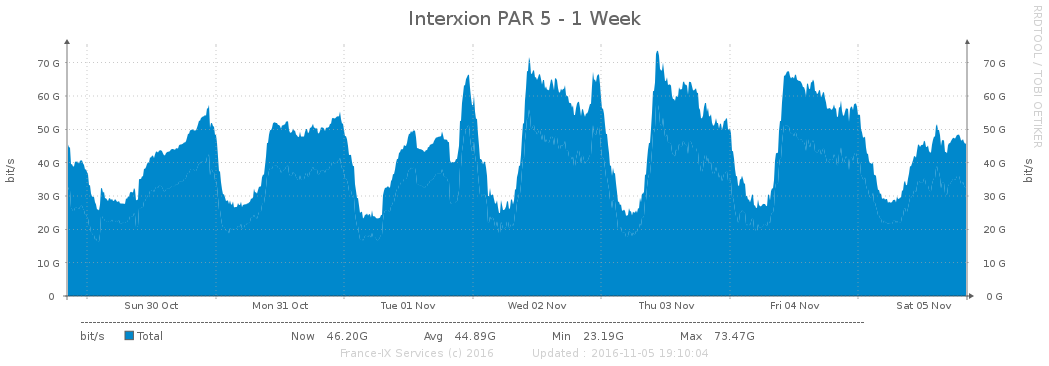 Interxion PAR 5 - 1 Week
RRDTOOL / TOBI OETIKER
bit/s
bit/s
70 G 70 G
60 G 60 G
50 G 50 G
40 G 40 G
30 G 30 G
20 G 20 G
10 G 10 G
0 0 G
Sun 30 Oct Mon 31 Oct Tue 01 Nov Wed 02 Nov Thu 03 Nov Fri 04 Nov Sat 05 Nov
bit/s Total Now 46.20G Avg 44.89G Min 23.19G Max 73.47G
France-IX Services (c) 2016 Updated : 2016-11-05 19:10:04